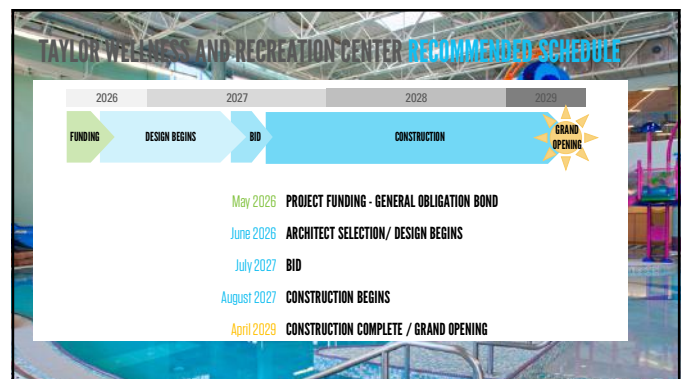 TAYLOR WELLNESS AND RECREATION CENTER RECOMMENDED SCHEDULE
2026 2027 2028 2029
FUNDING DESIGN BEGINS BID CONSTRUCTION GRAND
OPENING
May 2026 PROJECT FUNDING - GENERAL OBLIGATION BOND
June 2026 ARCHITECT SELECTION/ DESIGN BEGINS
July 2027 BID
August 2027 CONSTRUCTION BEGINS
April 2029 CONSTRUCTION COMPLETE / GRAND OPENING